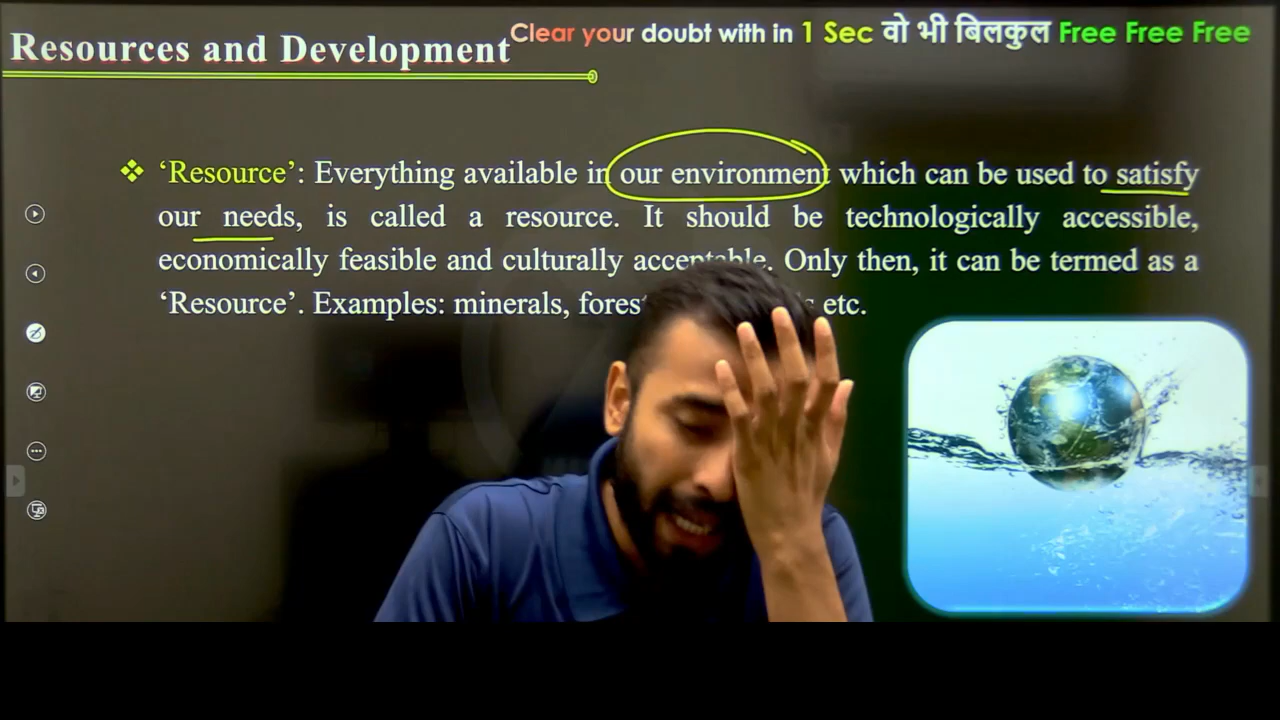 Resources and Development
Clear your doubt with in 1 Sec वो भी बिलकुल Free Free Free
❖ ‘Resource’: Everything available in our environment which can be used to satisfy
our needs, is called a resource. It should be technologically accessible,
economically feasible and culturally acceptable. Only then, it can be termed as a
‘Resource’. Examples: minerals, etc.